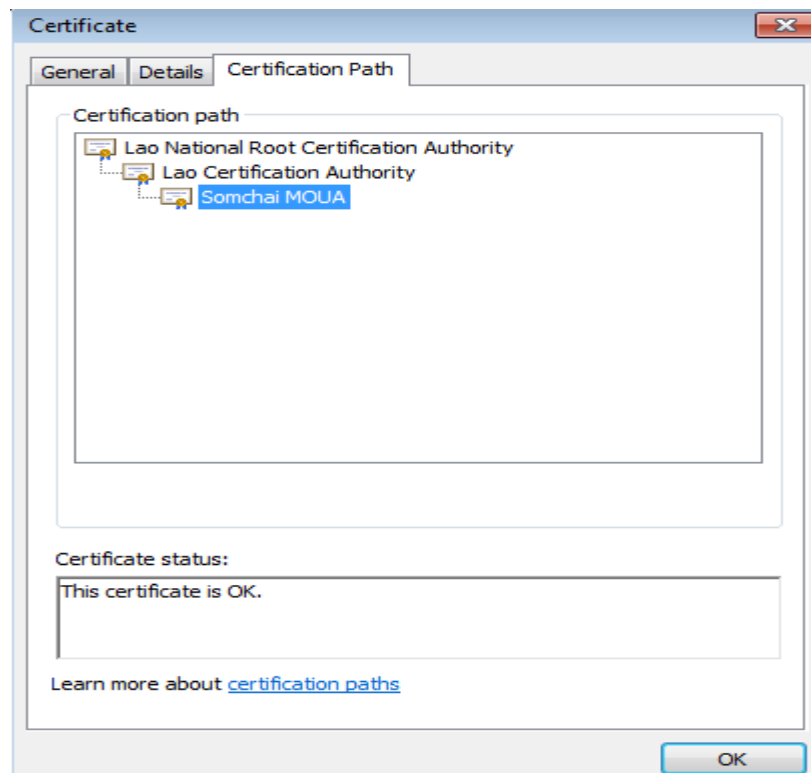 Certificate
General Details Certification Path
Certification path
Lao National Root Certification Authority
Lao Certification Authority
Somchai MOUA
Certificate status:
This certificate is OK.
Learn more about certification paths
OK